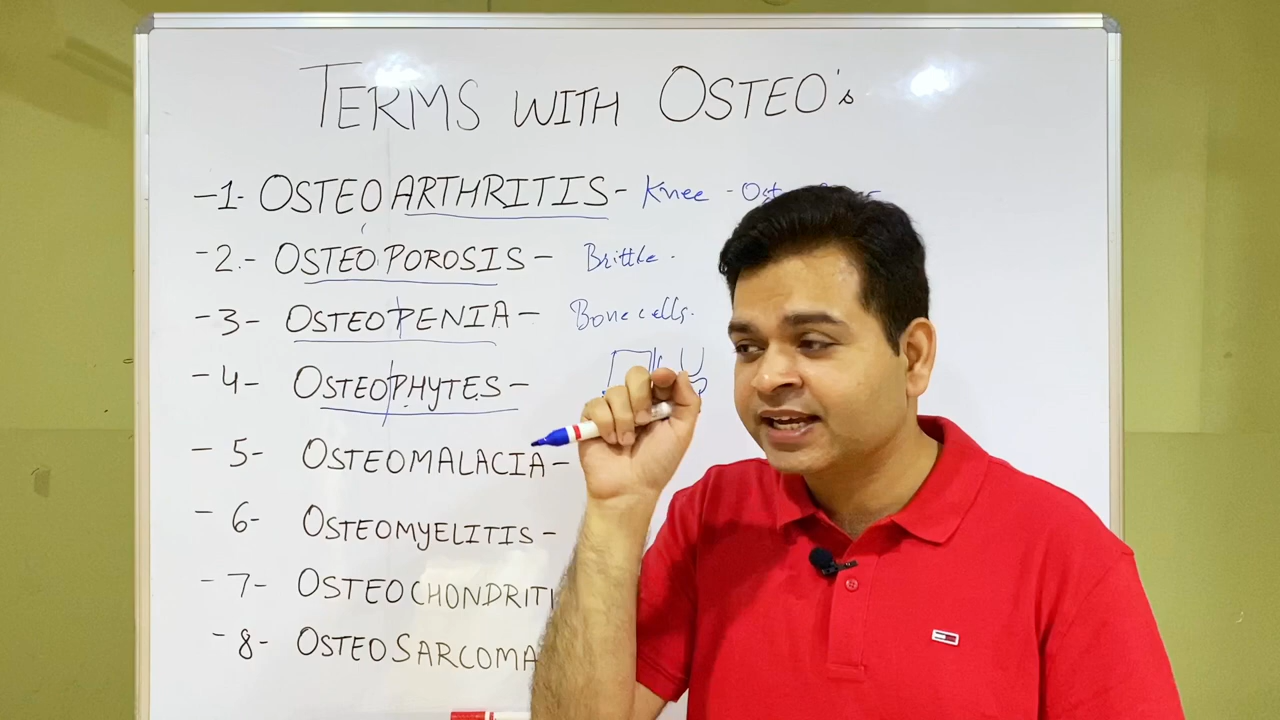 TERMS WITH OSTEO's
-1- OSTEOARTHRITIS - Knee -
-2.- OSTEOPOROSIS - Brittle.
-3- OSTEOPENIA - Bone cells.
-4- OSTEOPHYTES -
-5- OSTEOMALACIA -
-6- OSTEOMYELITIS -
-7- OSTEOCHONDRITI
-8- OSTEOSARCOMA